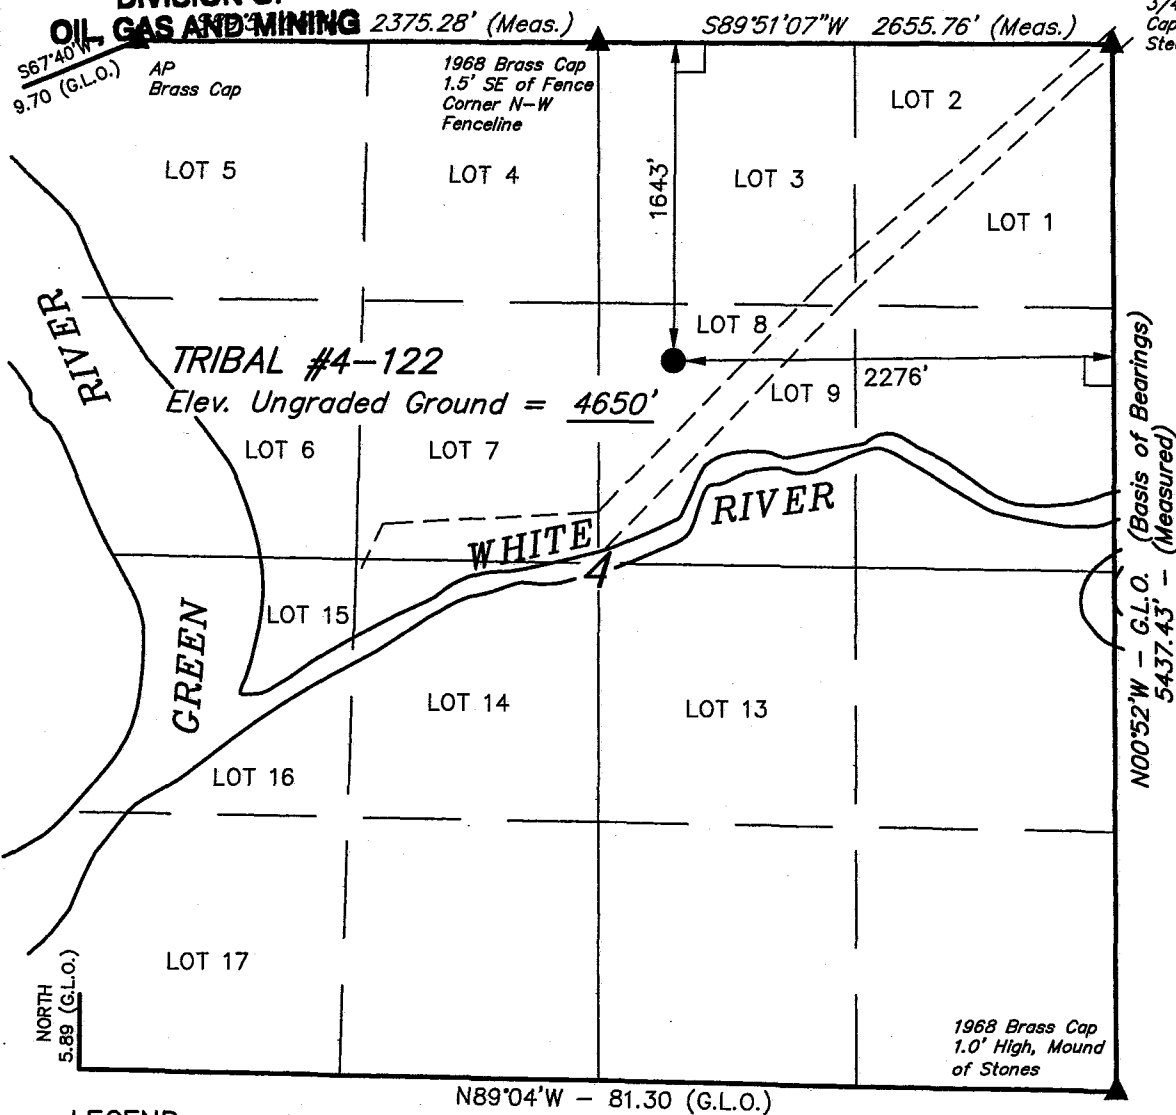 OIL, GAS AND MINING
2375.28' (Meas.)
S89°51'07"W 2655.76' (Meas.)
S67°40'W
9.70 (G.L.O.)
AP
Brass Cap
1968 Brass Cap
1.5' SE of Fence
Corner N-W
Fenceline
LOT 2
LOT 5
LOT 4
LOT 3
LOT 1
1643'
LOT 8
RIVER
TRIBAL #4-122
Elev. Ungraded Ground = 4650'
2276'
LOT 9
LOT 6
LOT 7
WHITE
RIVER
4
N00°52'W - G.L.O. (Basis of Bearings)
5437.43' - (Measured)
LOT 15
GREEN
LOT 14
LOT 13
LOT 16
LOT 17
NORTH
5.89 (G.L.O.)
1968 Brass Cap
1.0' High, Mound
of Stones
N89°04'W - 81.30 (G.L.O.)